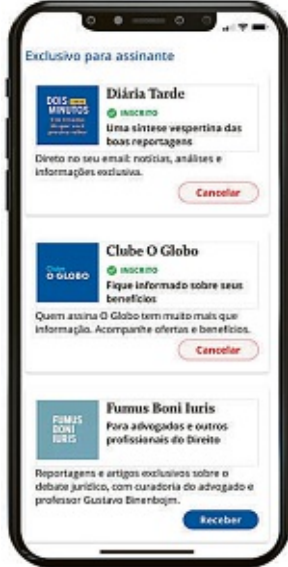 Exclusivo para assinante
DOIS
MINUTOS
Diária Tarde
INSCRITO
Uma síntese vespertina das
boas reportagens
Direto no seu email: notícias, análises e
informações exclusiva.
Cancelar
Clube
O GLOBO
Clube O Globo
INSCRITO
Fique informado sobre seus
benefícios
Quem assina O Globo tem muito mais que
informação. Acompanhe ofertas e benefícios.
Cancelar
FUMUS
BONI
IURIS
Fumus Boni Iuris
Para advogados e outros
profissionais do Direito
Reportagens e artigos exclusivos sobre o
debate jurídico, com curadoria do advogado e
professor Gustavo Binenbojm.
Receber